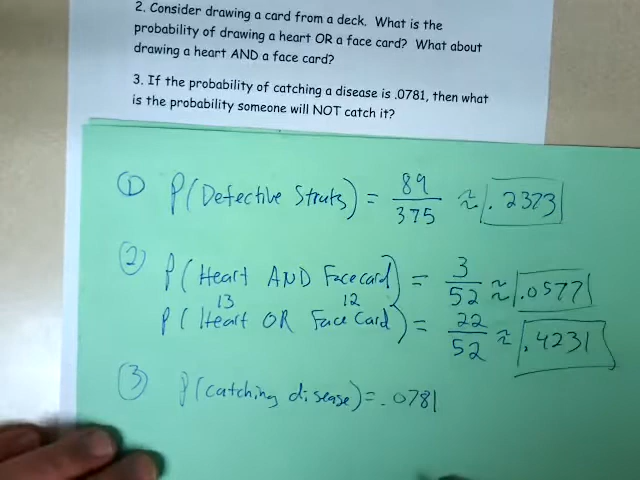 2. Consider drawing a card from a deck. What is the
probability of drawing a heart OR a face card? What about
drawing a heart AND a face card?
3. If the probability of catching a disease is .0781, then what
is the probability someone will NOT catch it?
① P(Defective Struts) = 89/375 ≈ .2373
② P(Heart AND Face card) = 3/52 ≈ .0577
13 12
P(Heart OR Face Card) = 22/52 ≈ .4231
③ P(catching disease) = .0781